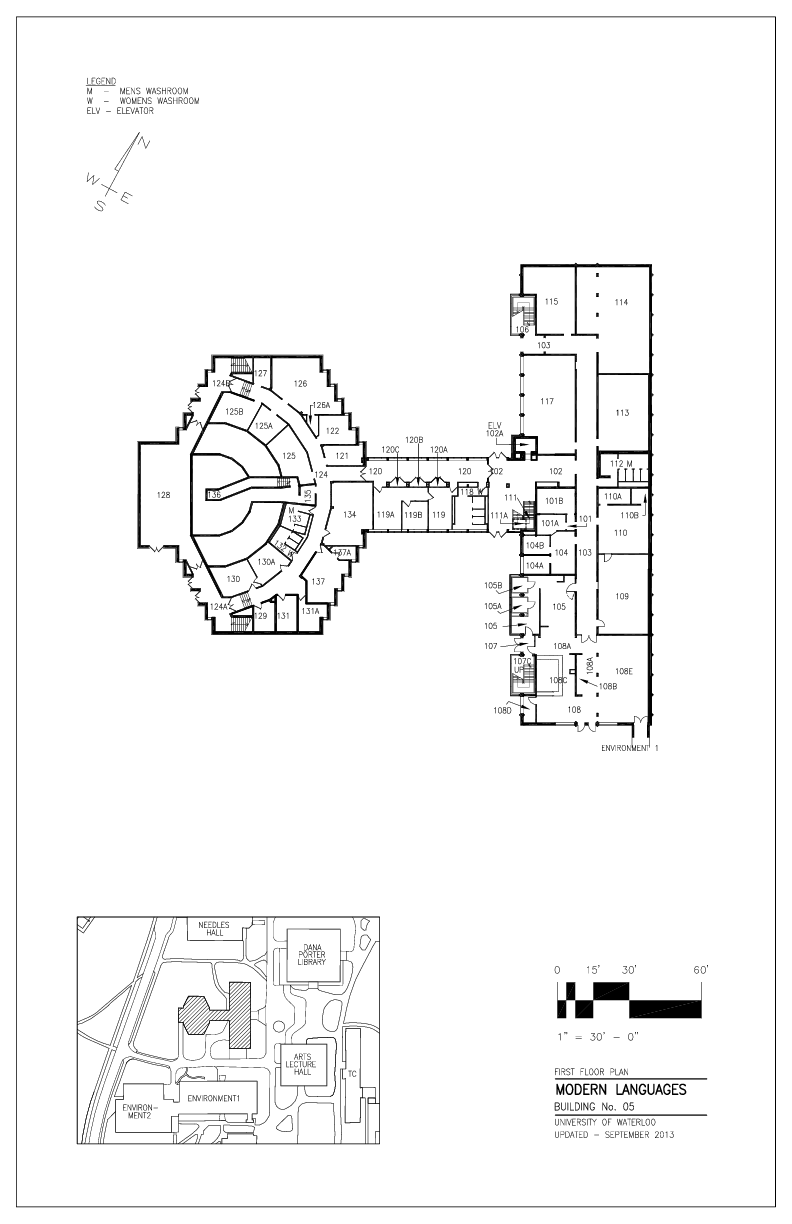 LEGEND
M – MENS WASHROOM
W – WOMENS WASHROOM
ELV – ELEVATOR
N
W
E
S
115
114
106
103
127
124B
126
126A
117
113
125B
125A
122
ELV
102A
120B
120C
120A
125
121
124
120
120
102
102
112 M
128
136
135
118 W
111
101B
110A
M
133
134
119A
119B
119
111A
101A
101
110B
110
132
W
137A
104B
104
103
130
130A
137
104A
105B
109
105A
105
124A
129
131
131A
105
107
108A
107C
UP
108A
108C
108E
108B
108D
108
ENVIRONMENT 1
NEEDLES
HALL
DANA
PORTER
LIBRARY
ARTS
LECTURE
HALL
TC
ENVIRON-
MENT2
ENVIRONMENT1
0 15' 30' 60'
1" = 30' – 0"
FIRST FLOOR PLAN
MODERN LANGUAGES
BUILDING No. 05
UNIVERSITY OF WATERLOO
UPDATED – SEPTEMBER 2013